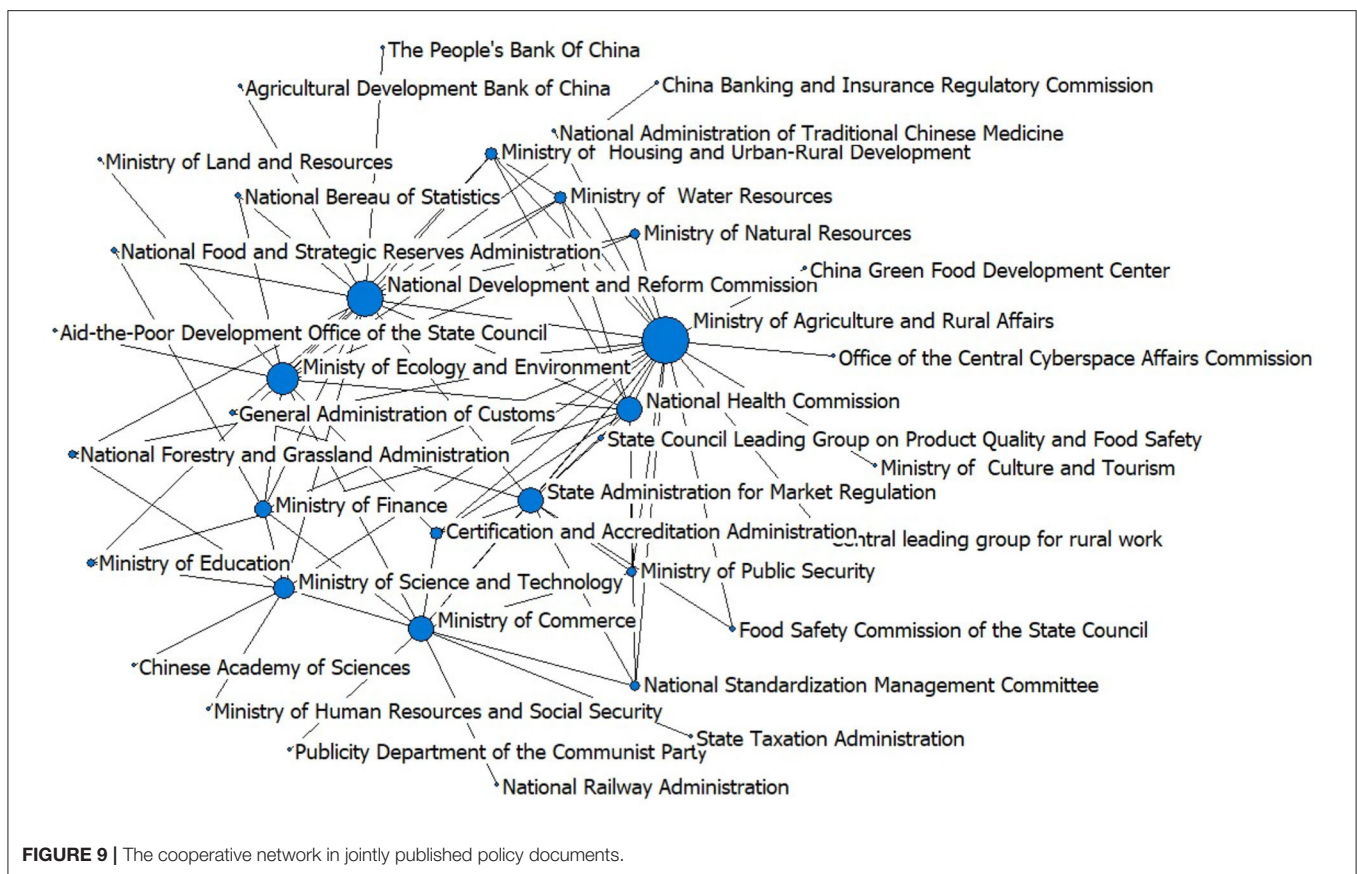 The People's Bank Of China
Agricultural Development Bank of China
China Banking and Insurance Regulatory Commission
National Administration of Traditional Chinese Medicine
Ministry of Housing and Urban-Rural Development
Ministry of Land and Resources
National Bereau of Statistics
Ministry of Water Resources
Ministry of Natural Resources
National Food and Strategic Reserves Administration
China Green Food Development Center
National Development and Reform Commission
Ministry of Agriculture and Rural Affairs
Aid-the-Poor Development Office of the State Council
Office of the Central Cyberspace Affairs Commission
Ministy of Ecology and Environment
National Health Commission
General Administration of Customs
State Council Leading Group on Product Quality and Food Safety
National Forestry and Grassland Administration
Ministry of Culture and Tourism
State Administration for Market Regulation
Ministry of Finance
Certification and Accreditation Administration
leading group for rural work
Ministry of Education
Ministry of Public Security
Ministry of Science and Technology
Ministry of Commerce
Food Safety Commission of the State Council
Chinese Academy of Sciences
National Standardization Management Committee
Ministry of Human Resources and Social Security
State Taxation Administration
Publicity Department of the Communist Party
National Railway Administration
FIGURE 9 | The cooperative network in jointly published policy documents.